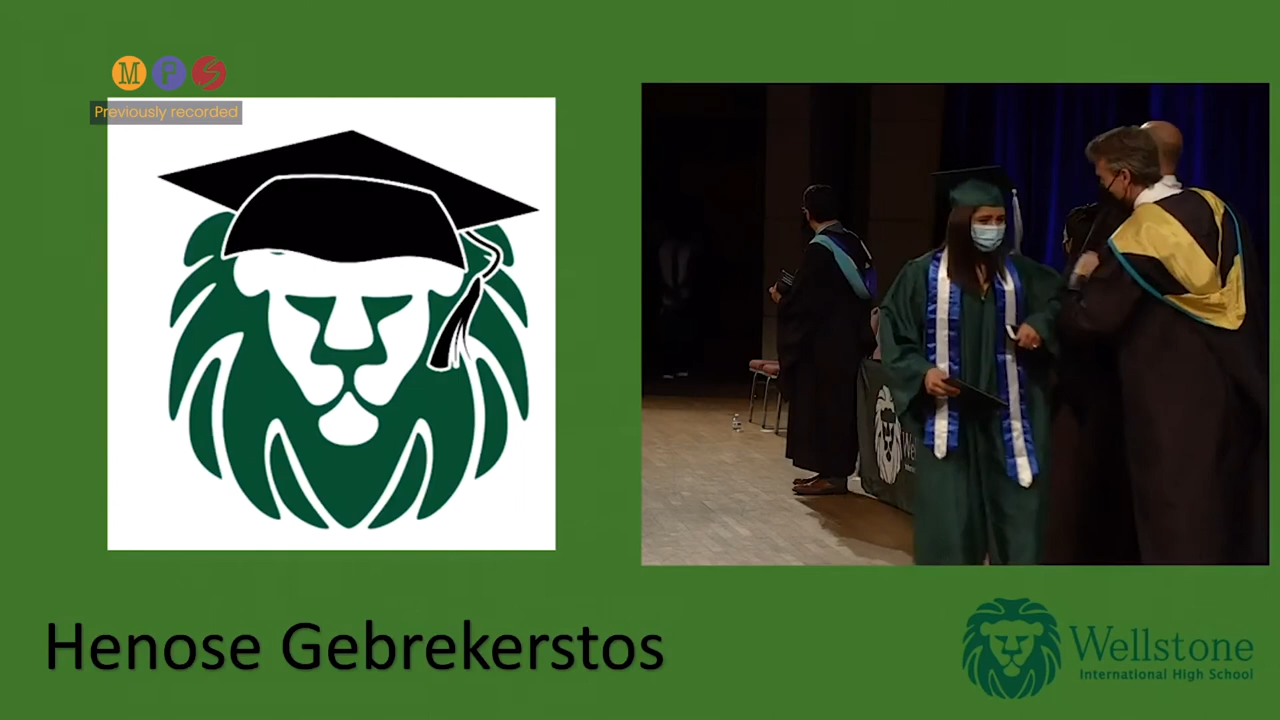 M P S
Previously recorded
Henose Gebrekerstos
Wellstone
International High School